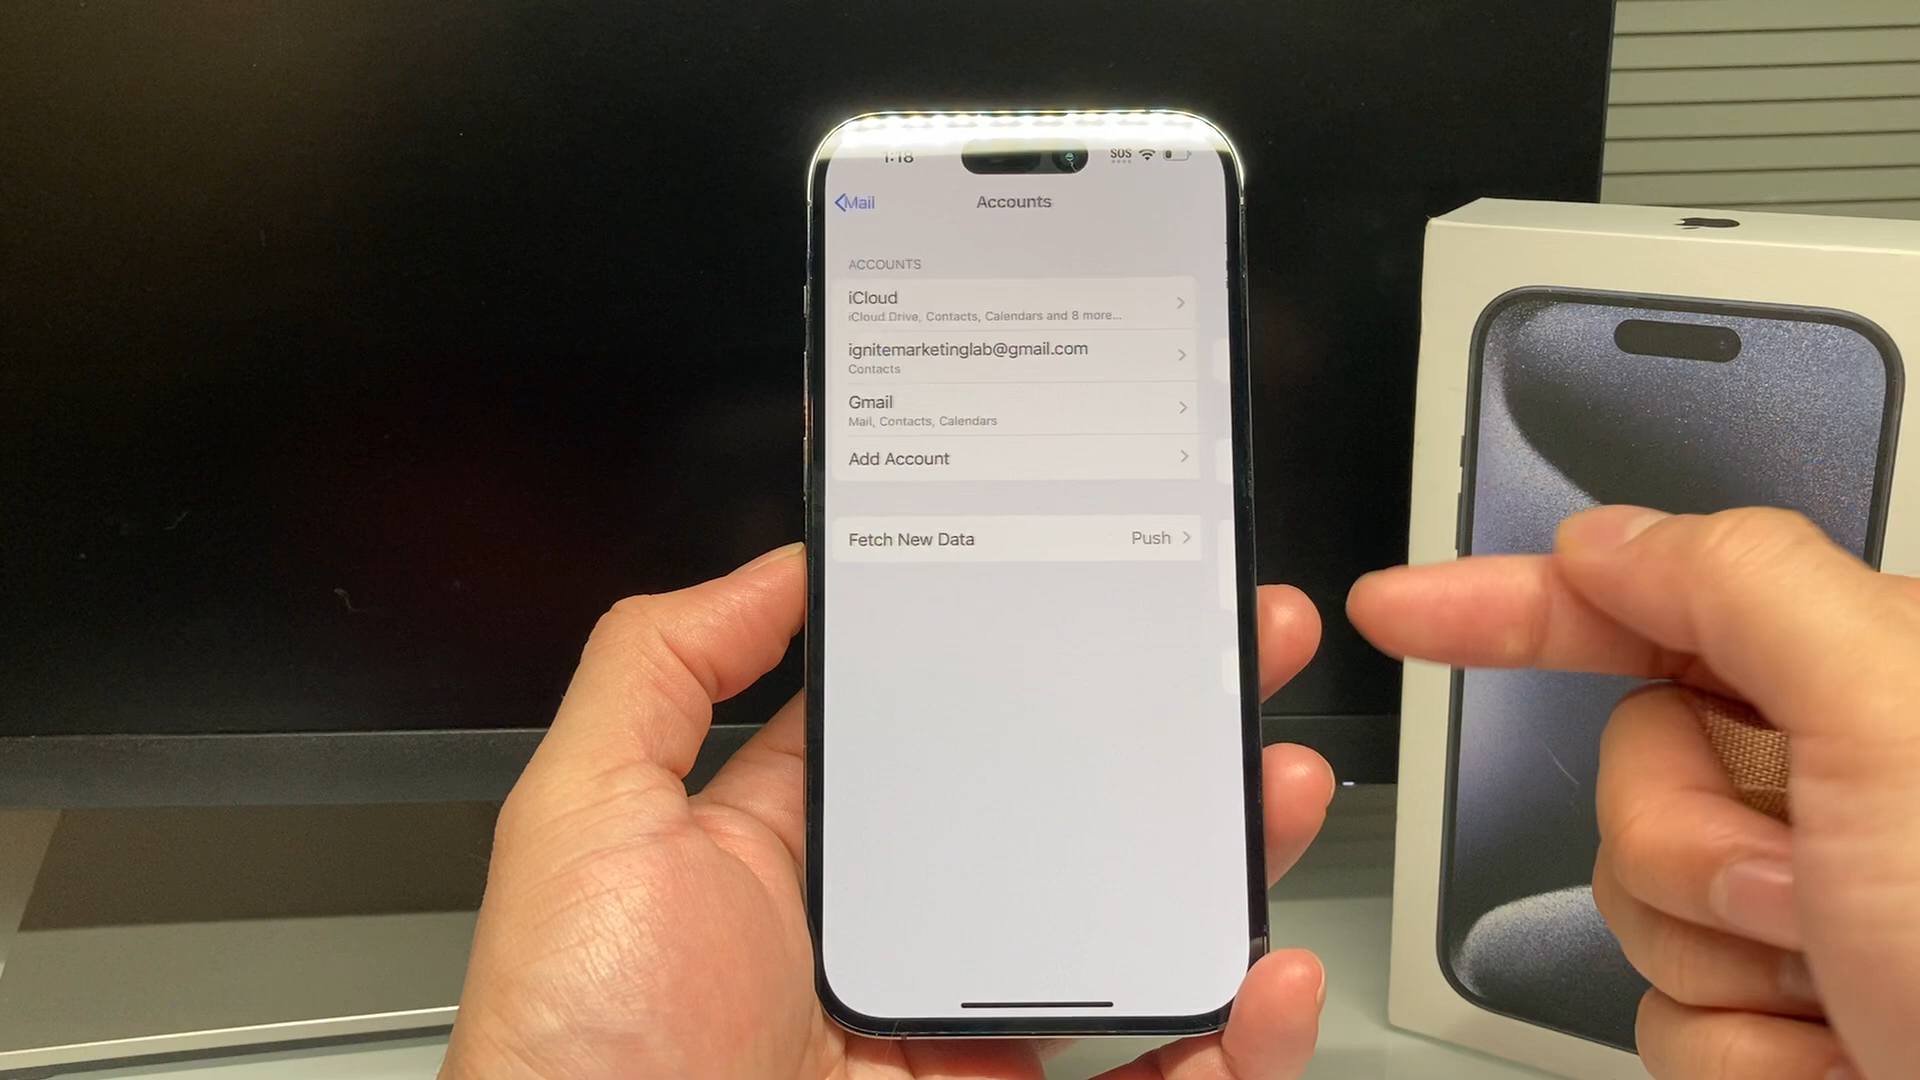 1:18
SOS
Mail
Accounts
ACCOUNTS
iCloud
iCloud Drive, Contacts, Calendars and 8 more...
ignitemarketinglab@gmail.com
Contacts
Gmail
Mail, Contacts, Calendars
Add Account
Fetch New Data
Push